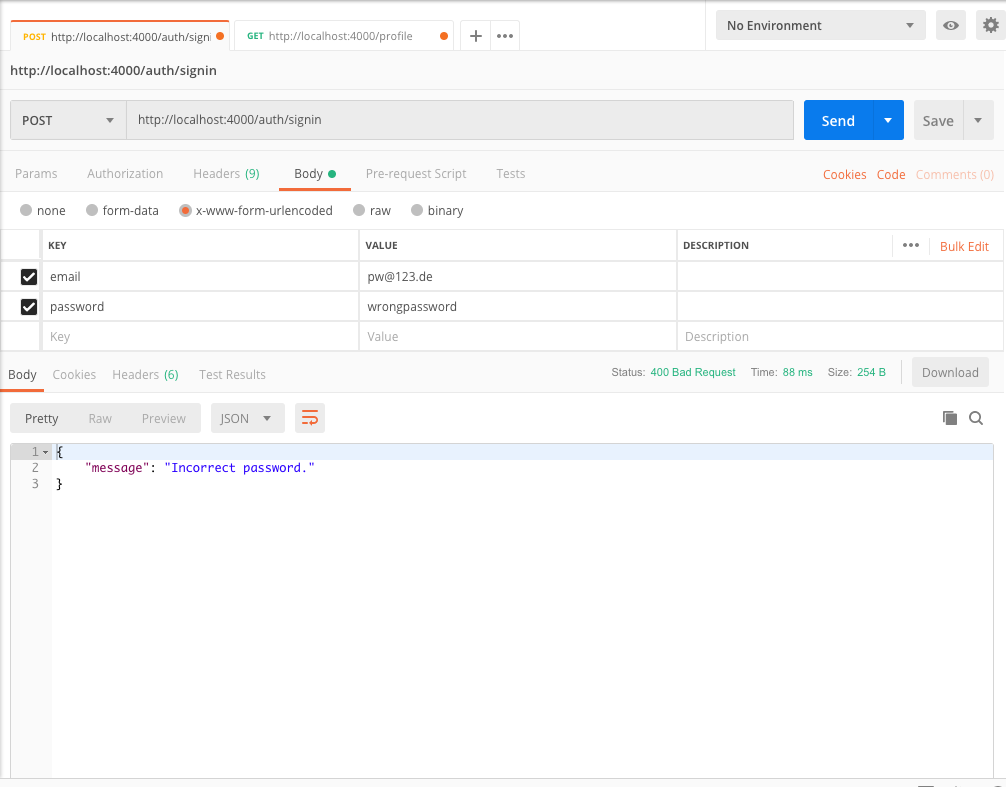 POST http://localhost:4000/auth/signi
GET http://localhost:4000/profile
No Environment
http://localhost:4000/auth/signin
POST http://localhost:4000/auth/signin Send Save
Params Authorization Headers (9) Body Pre-request Script Tests Cookies Code Comments (0)
none form-data x-www-form-urlencoded raw binary
KEY VALUE DESCRIPTION Bulk Edit
email pw@123.de
password wrongpassword
Key Value Description
Body Cookies Headers (6) Test Results Status: 400 Bad Request Time: 88 ms Size: 254 B Download
Pretty Raw Preview JSON
1 {
2 "message": "Incorrect password."
3 }